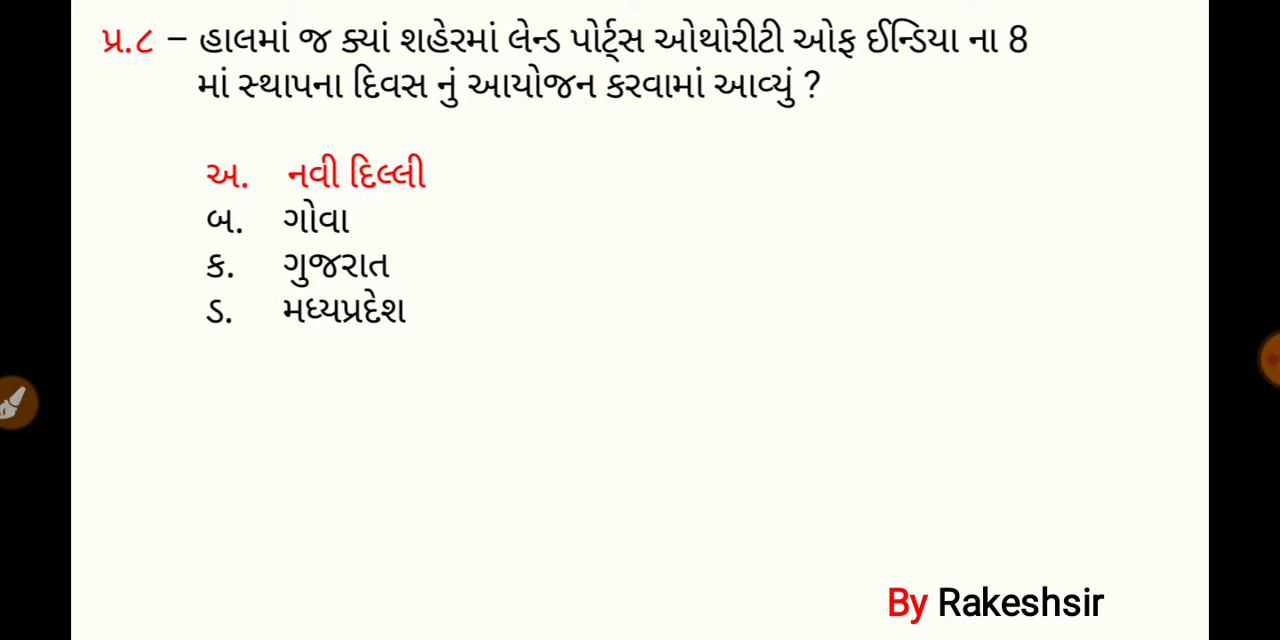 પ્ર.૮ – હાલમાં જ ક્યાં શહેરમાં લેન્ડ પોર્ટ્સ ઓથોરીટી ઓફ ઈન્ડિયા ના 8
માં સ્થાપના દિવસ નું આયોજન કરવામાં આવ્યું ?
અ. નવી દિલ્લી
બ. ગોવા
ક. ગુજરાત
ડ. મધ્યપ્રદેશ
By Rakeshsir